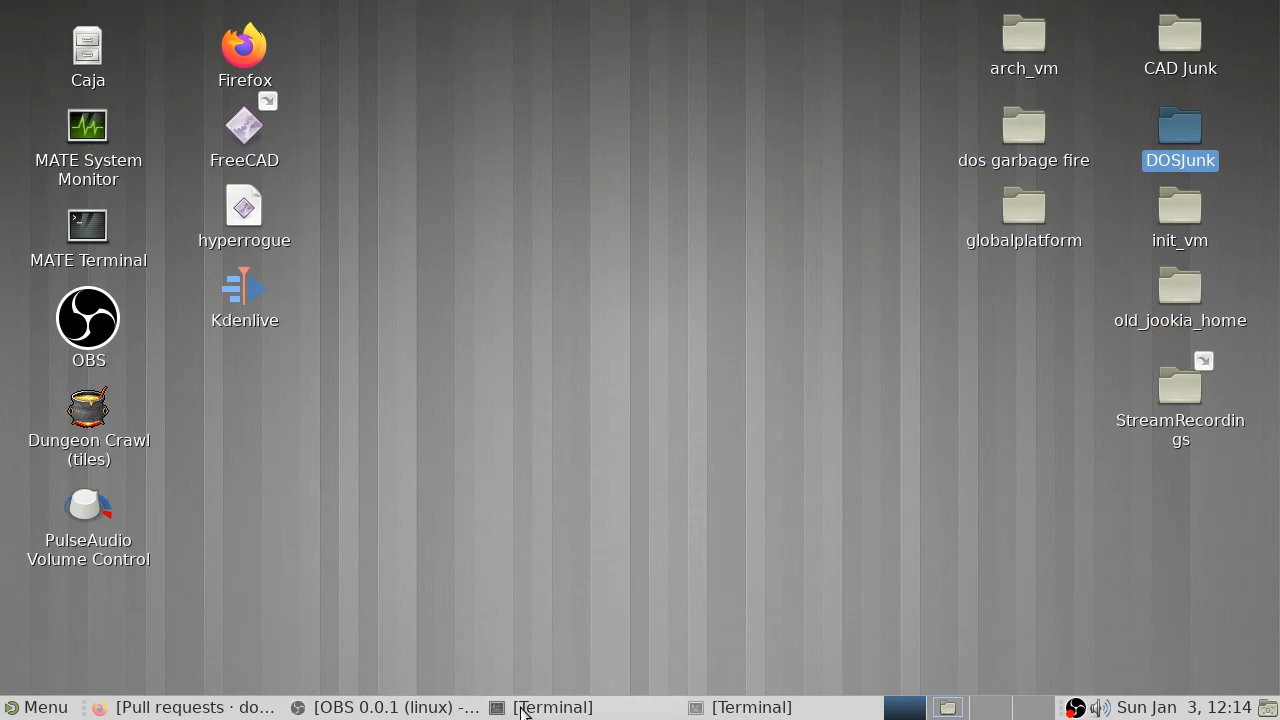 Caja
Firefox
arch_vm
CAD Junk
MATE System
Monitor
FreeCAD
dos garbage fire
DOSJunk
MATE Terminal
hyperrogue
globalplatform
init_vm
OBS
Kdenlive
old_jookia_home
Dungeon Crawl
(tiles)
StreamRecordin
gs
PulseAudio
Volume Control
Menu
[Pull requests · do...
[OBS 0.0.1 (linux) -...
[Terminal]
[Terminal]
Sun Jan 3, 12:14